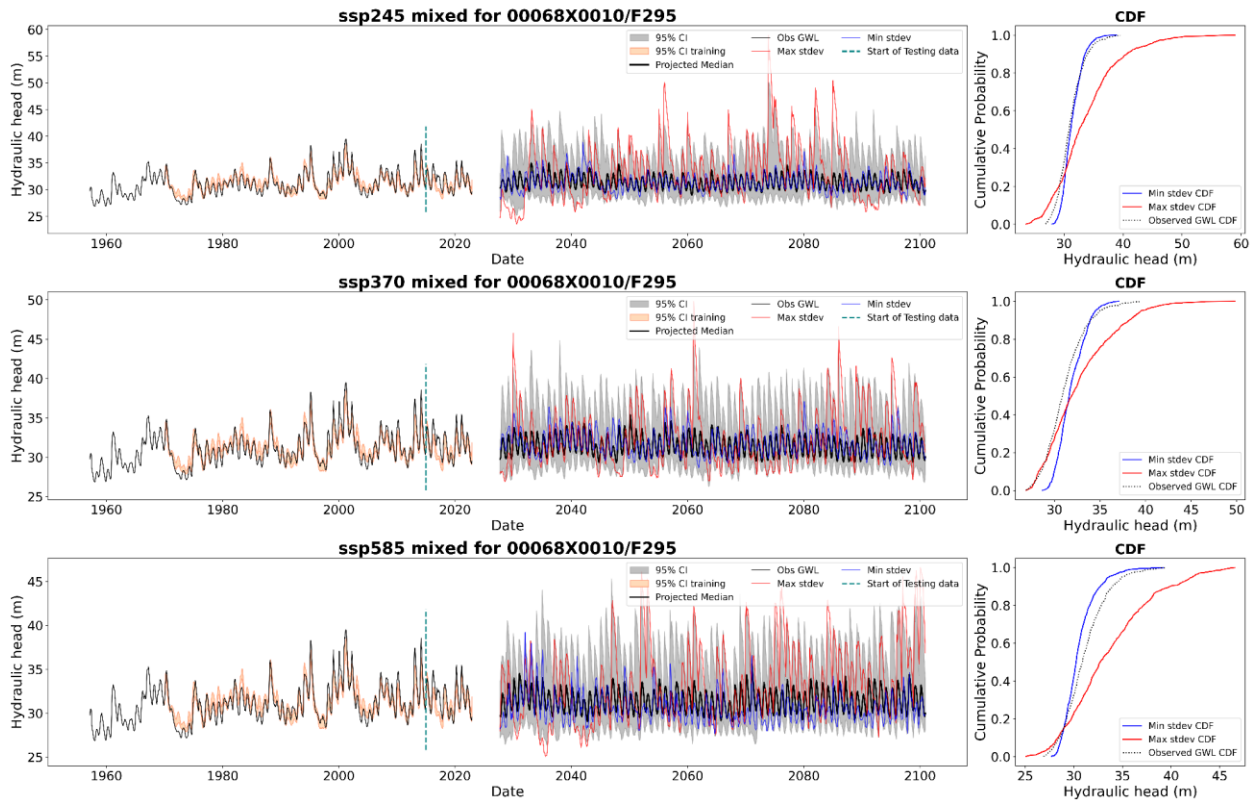 ssp245 mixed for 00068X0010/F295
CDF
60
55
50
45
40
35
30
25
Hydraulic head (m)
95% CI
95% CI training
Projected Median
Obs GWL
Max stdev
Min stdev
Start of Testing data
1960
1980
2000
2020
2040
2060
2080
2100
Date
1.0
0.8
0.6
0.4
0.2
0.0
Cumulative Probability
Min stdev CDF
Max stdev CDF
Observed GWL CDF
30
40
50
60
Hydraulic head (m)
ssp370 mixed for 00068X0010/F295
CDF
50
45
40
35
30
25
Hydraulic head (m)
95% CI
95% CI training
Projected Median
Obs GWL
Max stdev
Min stdev
Start of Testing data
1960
1980
2000
2020
2040
2060
2080
2100
Date
1.0
0.8
0.6
0.4
0.2
0.0
Cumulative Probability
Min stdev CDF
Max stdev CDF
Observed GWL CDF
30
35
40
45
50
Hydraulic head (m)
ssp585 mixed for 00068X0010/F295
CDF
45
40
35
30
25
Hydraulic head (m)
95% CI
95% CI training
Projected Median
Obs GWL
Max stdev
Min stdev
Start of Testing data
1960
1980
2000
2020
2040
2060
2080
2100
Date
1.0
0.8
0.6
0.4
0.2
0.0
Cumulative Probability
Min stdev CDF
Max stdev CDF
Observed GWL CDF
25
30
35
40
45
Hydraulic head (m)